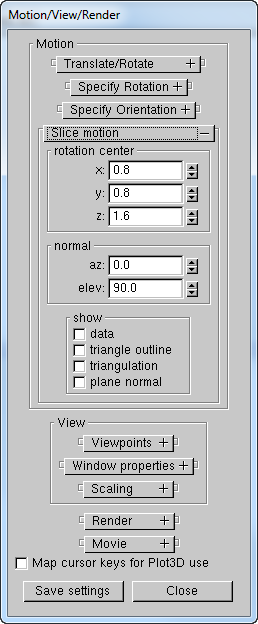 Motion/View/Render
Motion
Translate/Rotate +
Specify Rotation +
Specify Orientation +
Slice motion −
rotation center
x: 0.8
y: 0.8
z: 1.6
normal
az: 0.0
elev: 90.0
show
data
triangle outline
triangulation
plane normal
View
Viewpoints +
Window properties +
Scaling +
Render +
Movie +
Map cursor keys for Plot3D use
Save settings Close